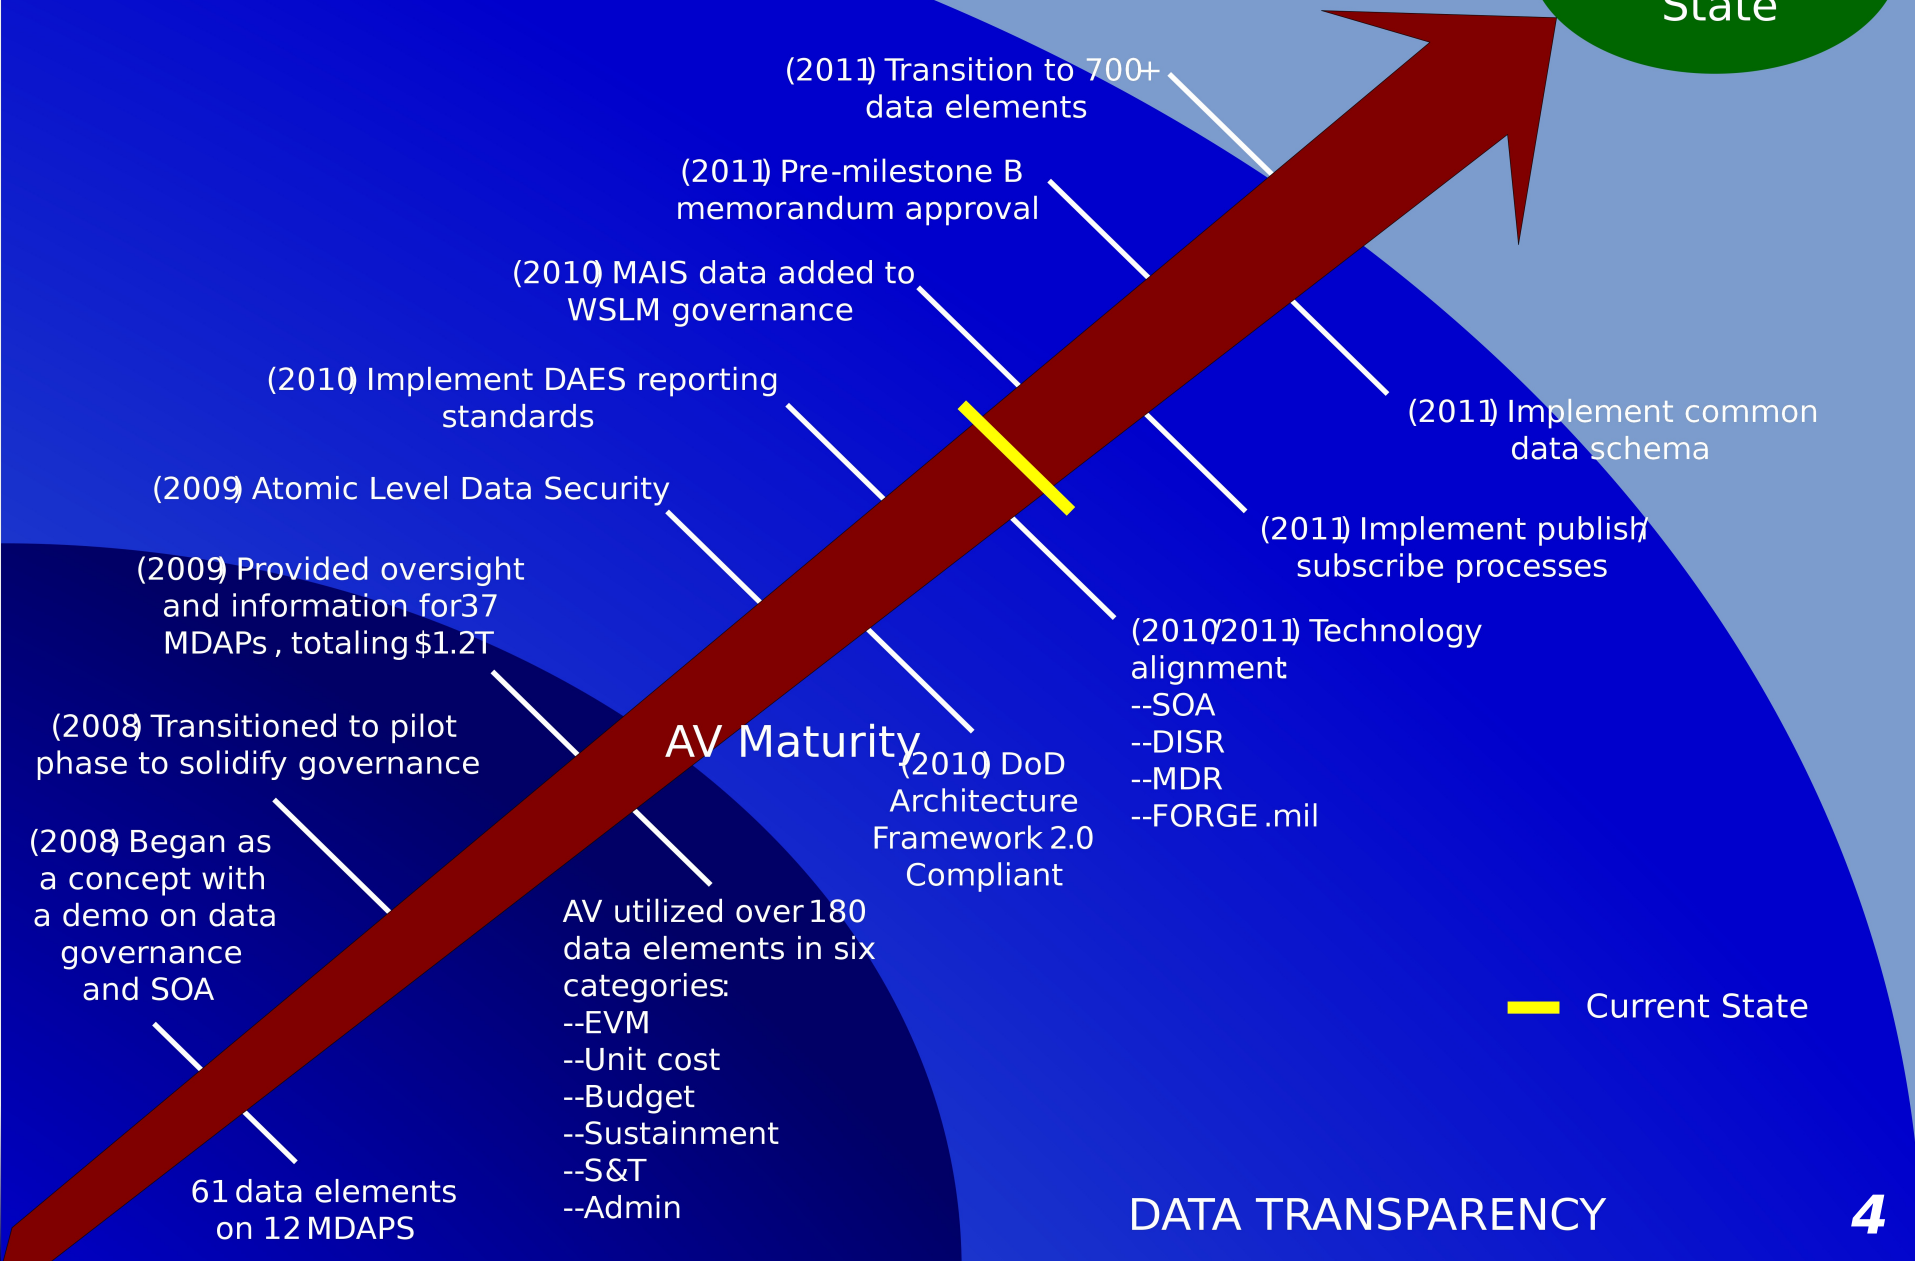 State
(2011) Transition to 700+
data elements
(2011) Pre-milestone B
memorandum approval
(2010) MAIS data added to
WSLM governance
(2010) Implement DAES reporting
standards
(2009) Atomic Level Data Security
(2009) Provided oversight
and information for 37
MDAPs, totaling $1.2T
(2008) Transitioned to pilot
phase to solidify governance
(2008) Began as
a concept with
a demo on data
governance
and SOA
61 data elements
on 12 MDAPS
AV Maturity
AV utilized over 180
data elements in six
categories:
--EVM
--Unit cost
--Budget
--Sustainment
--S&T
--Admin
(2010) DoD
Architecture
Framework 2.0
Compliant
(2010/2011) Technology
alignment:
--SOA
--DISR
--MDR
--FORGE.mil
(2011) Implement publish/
subscribe processes
(2011) Implement common
data schema
Current State
DATA TRANSPARENCY
4